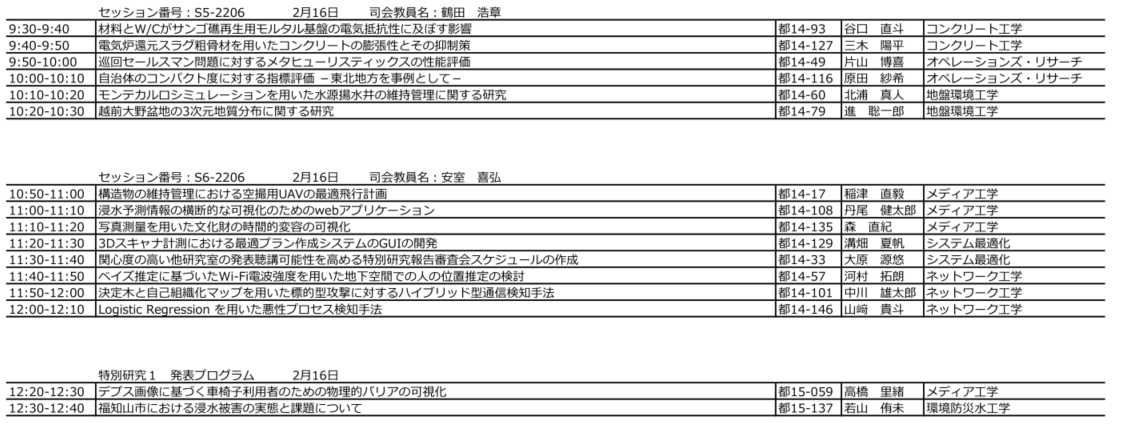 セッション番号：S5-2206　2月16日　司会教員名：鶴田　浩章
9:30-9:40 材料とW/Cがサンゴ礁再生用モルタル基盤の電気抵抗性に及ぼす影響 都14-93 谷口　直斗 コンクリート工学
9:40-9:50 電気炉還元スラグ粗骨材を用いたコンクリートの膨張性とその抑制策 都14-127 三木　陽平 コンクリート工学
9:50-10:00 巡回セールスマン問題に対するメタヒューリスティックスの性能評価 都14-49 片山　博喜 オペレーションズ・リサーチ
10:00-10:10 自治体のコンパクト度に対する指標評価 －東北地方を事例として－ 都14-116 原田　紗希 オペレーションズ・リサーチ
10:10-10:20 モンテカルロシミュレーションを用いた水源揚水井の維持管理に関する研究 都14-60 北浦　真人 地盤環境工学
10:20-10:30 越前大野盆地の3次元地質分布に関する研究 都14-79 進　聡一郎 地盤環境工学
セッション番号：S6-2206　2月16日　司会教員名：安室　喜弘
10:50-11:00 構造物の維持管理における空撮用UAVの最適飛行計画 都14-17 稲津　直毅 メディア工学
11:00-11:10 浸水予測情報の横断的な可視化のためのwebアプリケーション 都14-108 丹尾　健太郎 メディア工学
11:10-11:20 写真測量を用いた文化財の時間的変容の可視化 都14-135 森　直紀 メディア工学
11:20-11:30 3Dスキャナ計測における最適プラン作成システムのGUIの開発 都14-129 溝畑　夏帆 システム最適化
11:30-11:40 関心度の高い他研究室の発表聴講可能性を高める特別研究報告審査会スケジュールの作成 都14-33 大原　源悠 システム最適化
11:40-11:50 ベイズ推定に基づいたWi-Fi電波強度を用いた地下空間での人の位置推定の検討 都14-57 河村　拓朗 ネットワーク工学
11:50-12:00 決定木と自己組織化マップを用いた標的型攻撃に対するハイブリッド型通信検知手法 都14-101 中川　雄太郎 ネットワーク工学
12:00-12:10 Logistic Regression を用いた悪性プロセス検知手法 都14-146 山﨑　貴斗 ネットワーク工学
特別研究１　発表プログラム　2月16日
12:20-12:30 デプス画像に基づく車椅子利用者のための物理的バリアの可視化 都15-059 高橋　里緒 メディア工学
12:30-12:40 福知山市における浸水被害の実態と課題について 都15-137 若山　侑未 環境防災水工学